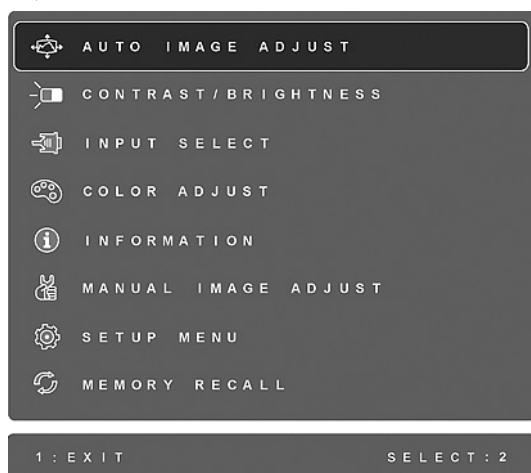 AUTO IMAGE ADJUST
CONTRAST/BRIGHTNESS
INPUT SELECT
COLOR ADJUST
INFORMATION
MANUAL IMAGE ADJUST
SETUP MENU
MEMORY RECALL
1:EXIT SELECT:2